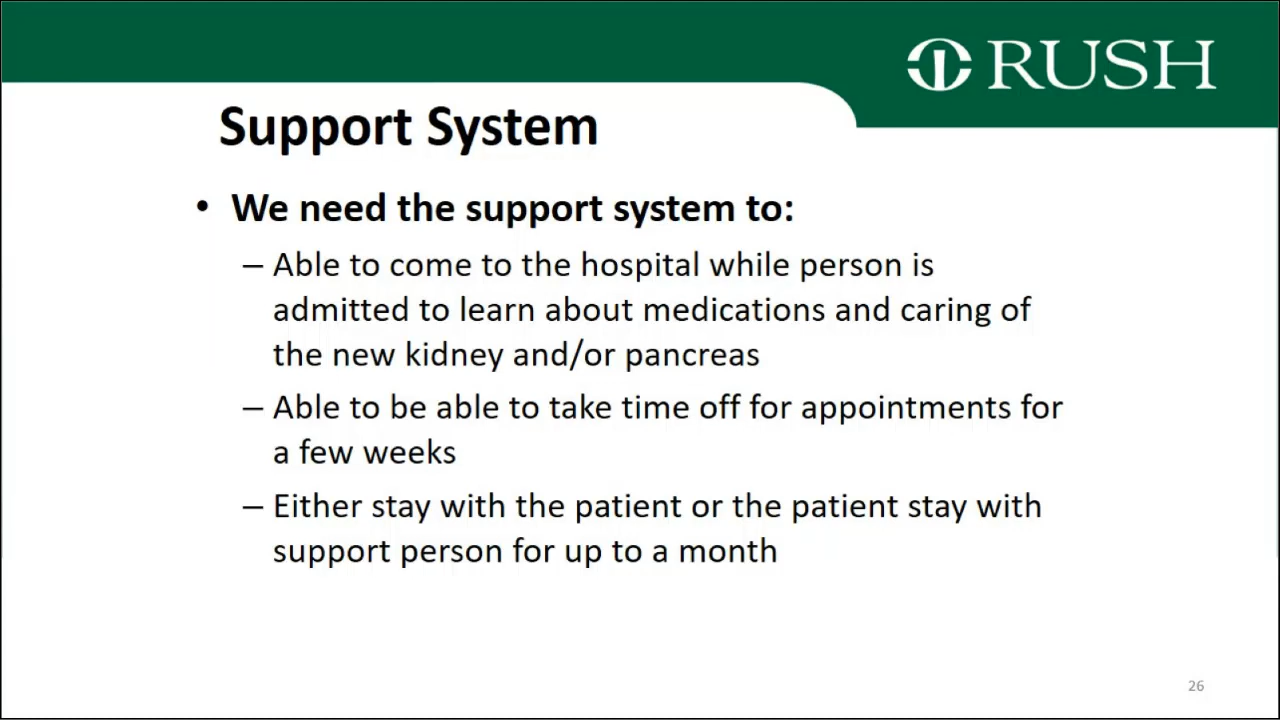 RUSH
Support System
• We need the support system to:
– Able to come to the hospital while person is
admitted to learn about medications and caring of
the new kidney and/or pancreas
– Able to be able to take time off for appointments for
a few weeks
– Either stay with the patient or the patient stay with
support person for up to a month
26